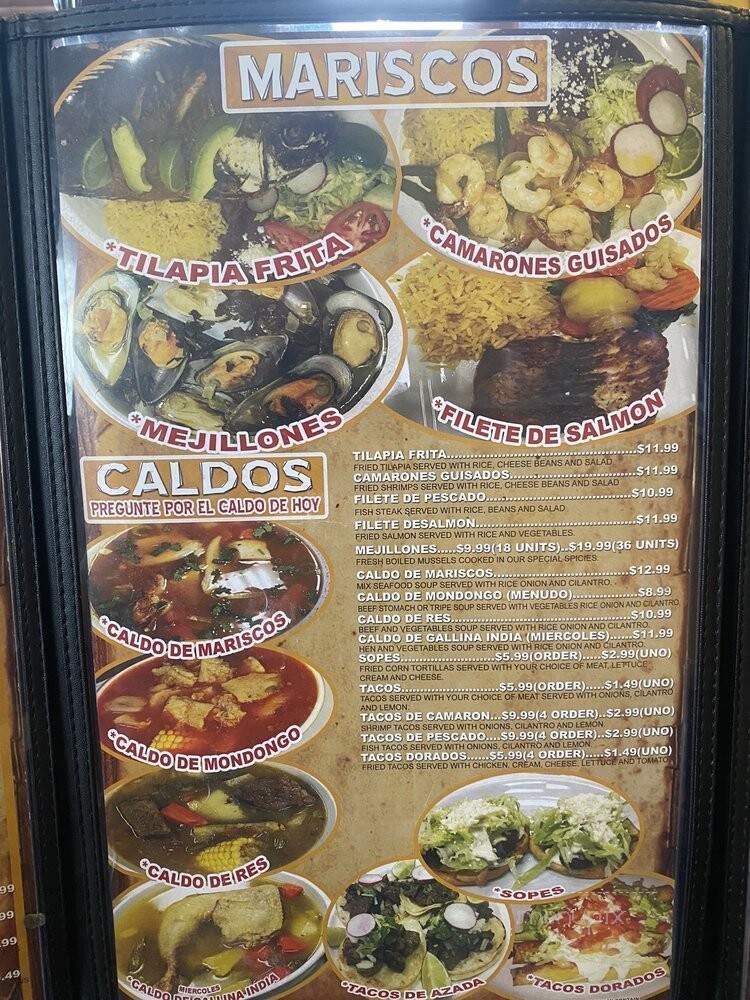 MARISCOS
*TILAPIA FRITA
*CAMARONES GUISADOS
*MEJILLONES
*FILETE DE SALMON
CALDOS
PREGUNTE POR EL CALDO DE HOY
TILAPIA FRITA..................................................$11.99
FRIED TILAPIA SERVED WITH RICE, CHEESE BEANS AND SALAD
CAMARONES GUISADOS...............................$11.99
FRIED SHRIMPS SERVED WITH RICE, CHEESE BEANS AND SALAD
FILETE DE PESCADO....................................$10.99
FISH STEAK SERVED WITH RICE, BEANS AND SALAD
FILETE DESALMON.......................................$11.99
FRIED SALMON SERVED WITH RICE AND VEGETABLES.
MEJILLONES.....$9.99(18 UNITS)..$19.99(36 UNITS)
FRESH BOILED MUSSELS COOKED IN OUR SPECIAL SPICIES.
CALDO DE MARISCOS...................................$12.99
MIX SEAFOOD SOUP SERVED WITH RICE ONION AND CILANTRO.
CALDO DE MONDONGO (MENUDO)................$8.99
BEEF STOMACH OR TRIPE SOUP SERVED WITH VEGETABLES RICE ONION AND CILANTRO
CALDO DE RES..............................................$10.99
BEEF AND VEGETABLES SOUP SERVED WITH RICE ONION AND CILANTRO.
CALDO DE GALLINA INDIA (MIERCOLES)......$11.99
HEN AND VEGETABLES SOUP SERVED WITH RICE ONION AND CILANTRO.
SOPES.......................$5.99(ORDER).....$2.99(UNO)
FRIED CORN TORTILLAS SERVED WITH YOUR CHOICE OF MEAT, LETTUCE
CREAM AND CHEESE.
TACOS.......................$5.99(ORDER).....$1.49(UNO)
TACOS SERVED WITH YOUR CHOICE OF MEAT SERVED WITH ONIONS, CILANTRO
AND LEMON.
TACOS DE CAMARON...$9.99(4 ORDER)..$2.99(UNO)
SHRIMP TACOS SERVED WITH ONIONS, CILANTRO AND LEMON.
TACOS DE PESCADO....$9.99(4 ORDER)..$2.99(UNO)
FISH TACOS SERVED WITH ONIONS, CILANTRO AND LEMON.
TACOS DORADOS......$5.99(4 ORDER).....$1.49(UNO)
FRIED TACOS SERVED WITH CHICKEN, CREAM, CHEESE, LETTUCE AND TOMATO
*CALDO DE MARISCOS
*CALDO DE MONDONGO
*CALDO DE RES
MIERCOLES
*CALDO DE GALLINA INDIA
*SOPES
*TACOS DE AZADA
*TACOS DORADOS